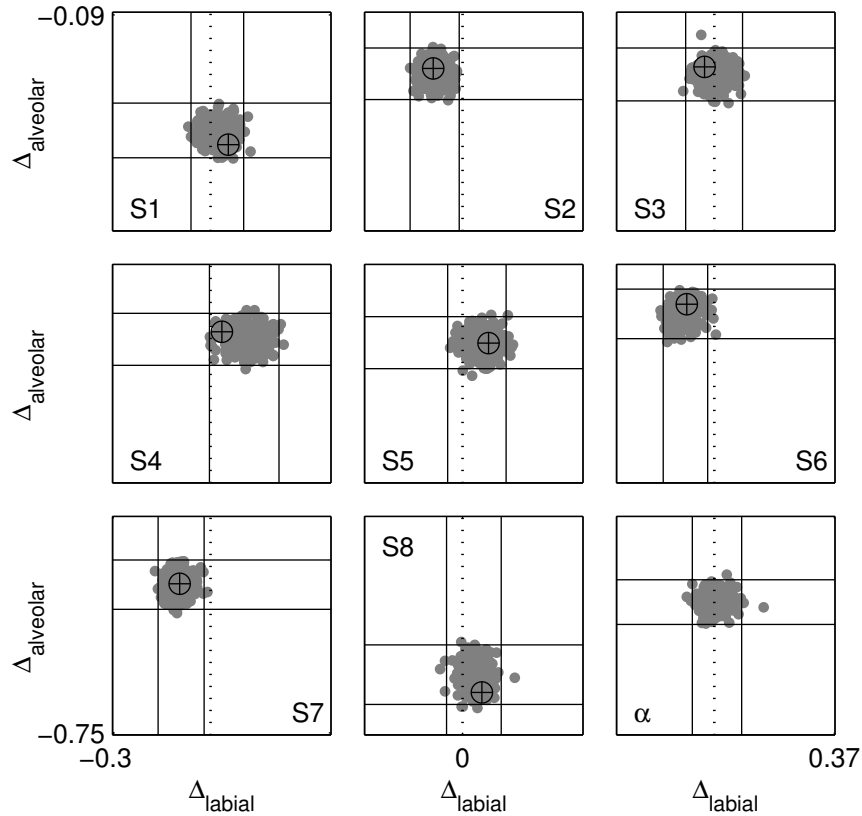 −0.09
Δalveolar
S1
S2
S3
Δalveolar
S4
S5
S6
Δalveolar
S7
S8
α
−0.75
−0.3
0
0.37
Δlabial
Δlabial
Δlabial